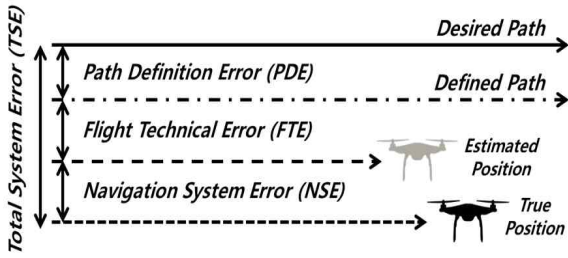 Total System Error (TSE)
Desired Path
Path Definition Error (PDE)
Defined Path
Flight Technical Error (FTE)
Estimated
Position
Navigation System Error (NSE)
True
Position